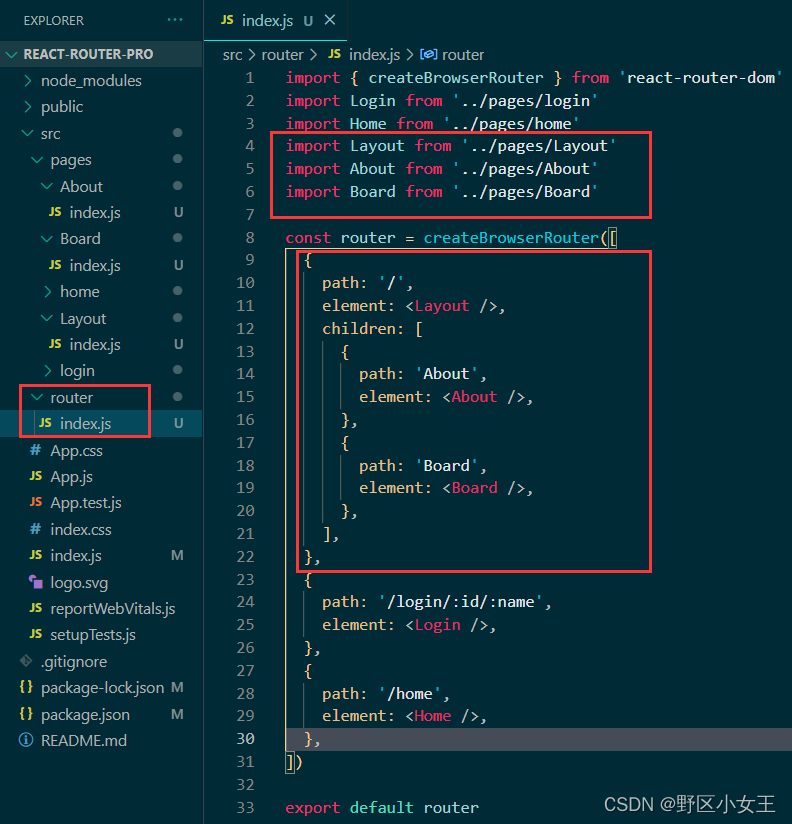 EXPLORER ···
REACT-ROUTER-PRO
node_modules
public
src
pages
About
JS index.js U
Board
JS index.js U
home
Layout
JS index.js U
login
router
JS index.js U
# App.css
JS App.js
JS App.test.js
# index.css
JS index.js M
logo.svg
JS reportWebVitals.js
JS setupTests.js
.gitignore
{} package-lock.json M
{} package.json M
README.md
JS index.js U ×
src > router > JS index.js > router
1 import { createBrowserRouter } from 'react-router-dom'
2 import Login from '../pages/login'
3 import Home from '../pages/home'
4 import Layout from '../pages/Layout'
5 import About from '../pages/About'
6 import Board from '../pages/Board'
7
8 const router = createBrowserRouter([
9 {
10 path: '/',
11 element: <Layout />,
12 children: [
13 {
14 path: 'About',
15 element: <About />,
16 },
17 {
18 path: 'Board',
19 element: <Board />,
20 },
21 ],
22 },
23 {
24 path: '/login/:id/:name',
25 element: <Login />,
26 },
27 {
28 path: '/home',
29 element: <Home />,
30 },
31 ])
32
33 export default router
CSDN @野区小女王